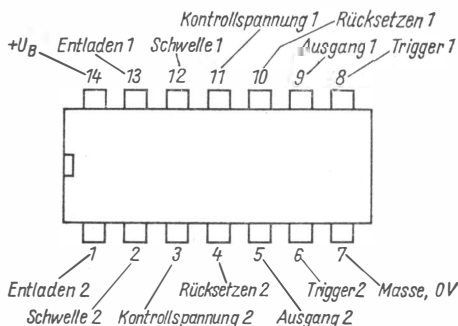 Kontrollspannung 1 Rücksetzen 1
+U_B Entladen 1 Schwelle 1 Ausgang 1 Trigger 1
14 13 12 11 10 9 8
1 2 3 4 5 6 7
Entladen 2 Rücksetzen 2 Trigger 2 Masse, 0V
Schwelle 2 Kontrollspannung 2 Ausgang 2